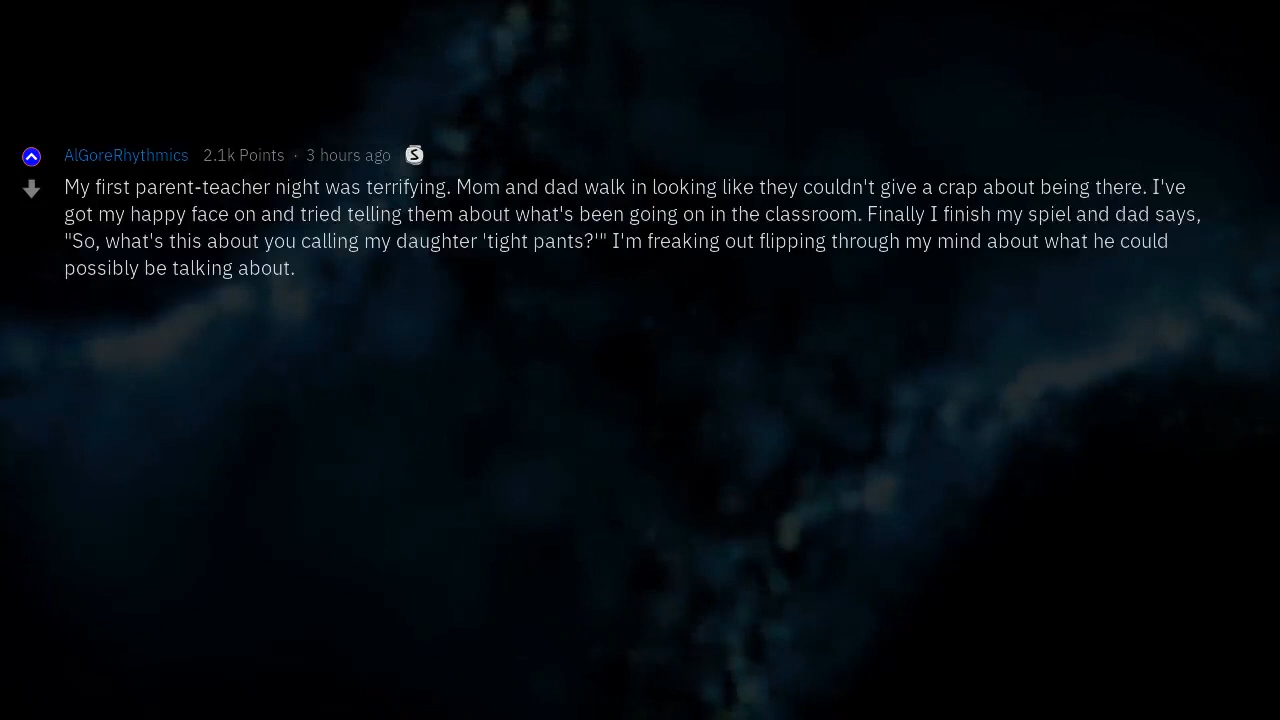 AlGoreRhythmics 2.1k Points · 3 hours ago S
My first parent-teacher night was terrifying. Mom and dad walk in looking like they couldn't give a crap about being there. I've
got my happy face on and tried telling them about what's been going on in the classroom. Finally I finish my spiel and dad says,
"So, what's this about you calling my daughter 'tight pants?'" I'm freaking out flipping through my mind about what he could
possibly be talking about.